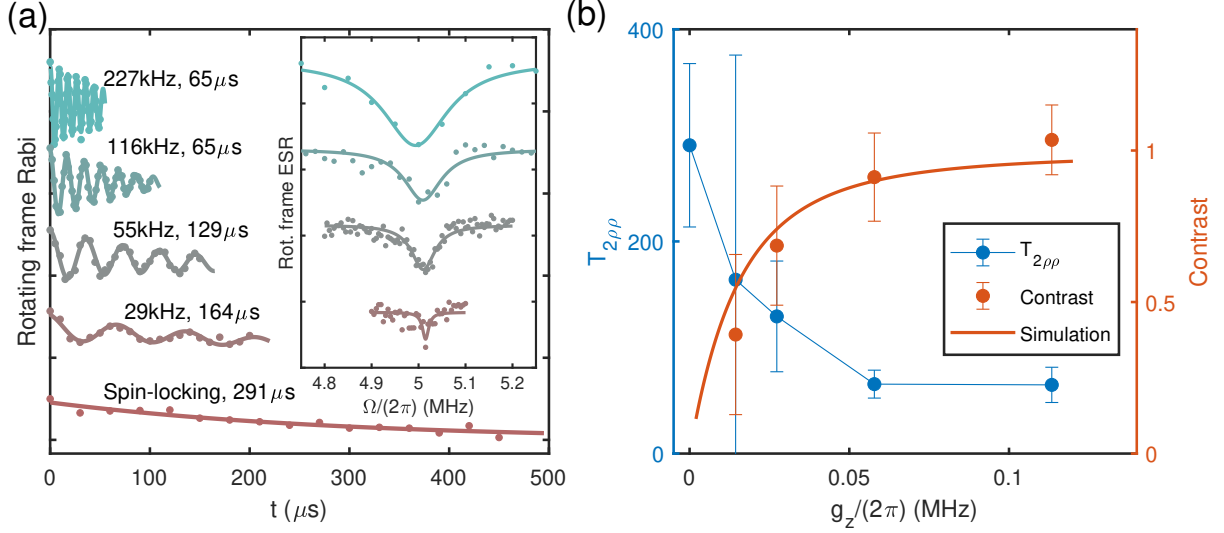 (a)
Rotating frame Rabi
227kHz, 65μs
116kHz, 65μs
55kHz, 129μs
29kHz, 164μs
Spin-locking, 291μs
0 100 200 300 400 500
t (μs)
Rot. frame ESR
4.8 4.9 5 5.1 5.2
Ω/(2π) (MHz)
(b)
T2ρρ
400
200
0
Contrast
1
0.5
0
T2ρρ
Contrast
Simulation
0 0.05 0.1
gz/(2π) (MHz)